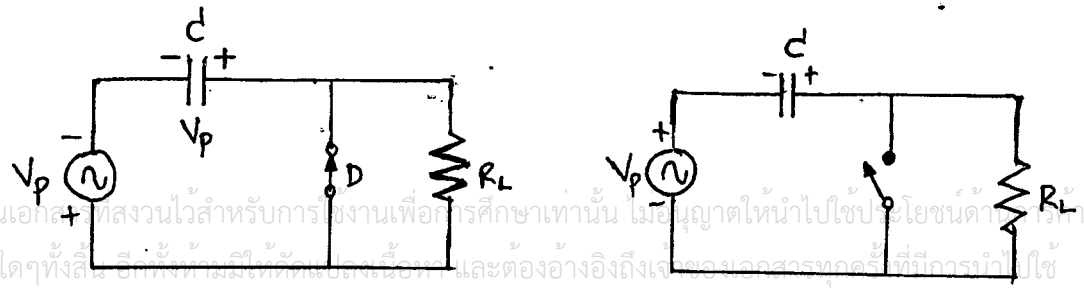 C C
- + - +
Vp
- D RL + RL
Vp Vp
+ -
นเอกสารที่สงวนไว้สำหรับการใช้งานเพื่อการศึกษาเท่านั้น ไม่อนุญาตให้นำไปใช้ประโยชน์ด้านการค้า
ใดๆทั้งสิ้น อีกทั้งห้ามมิให้ดัดแปลงเนื้อหาและต้องอ้างอิงถึงเจ้าของเอกสารทุกครั้งที่มีการนำไปใช้